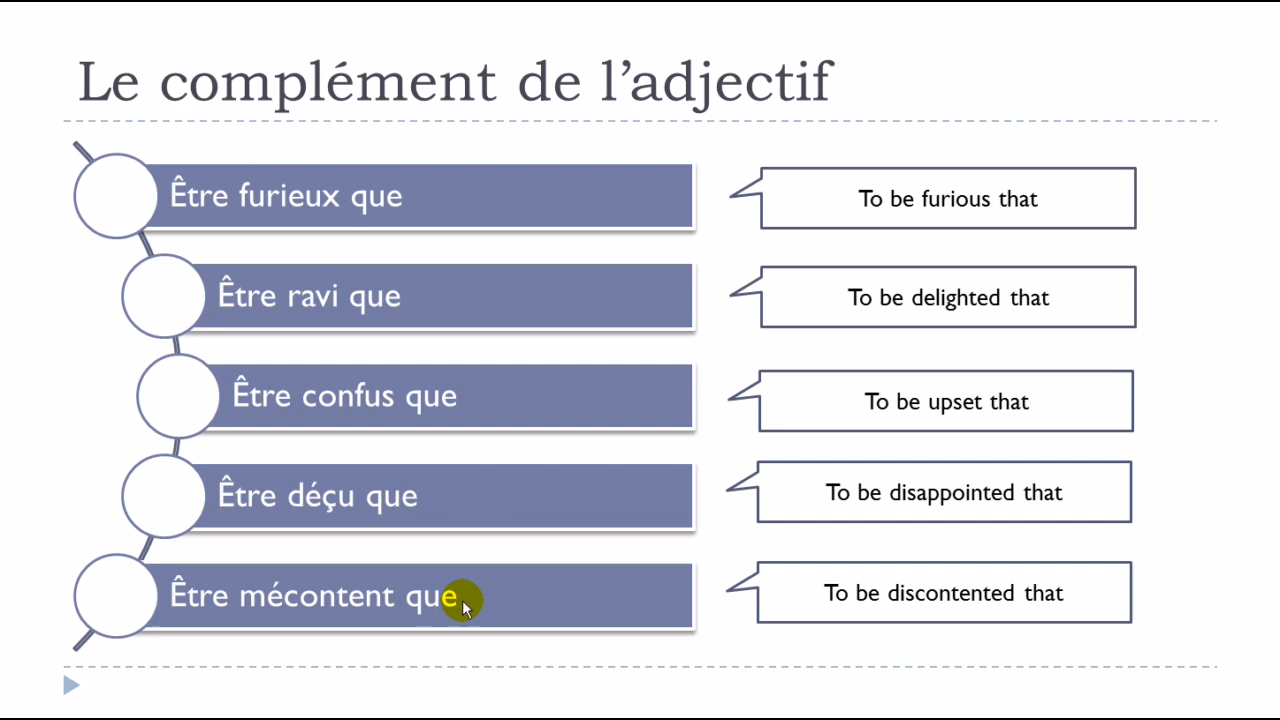 Le complément de l’adjectif
Être furieux que
To be furious that
Être ravi que
To be delighted that
Être confus que
To be upset that
Être déçu que
To be disappointed that
Être mécontent que
To be discontented that